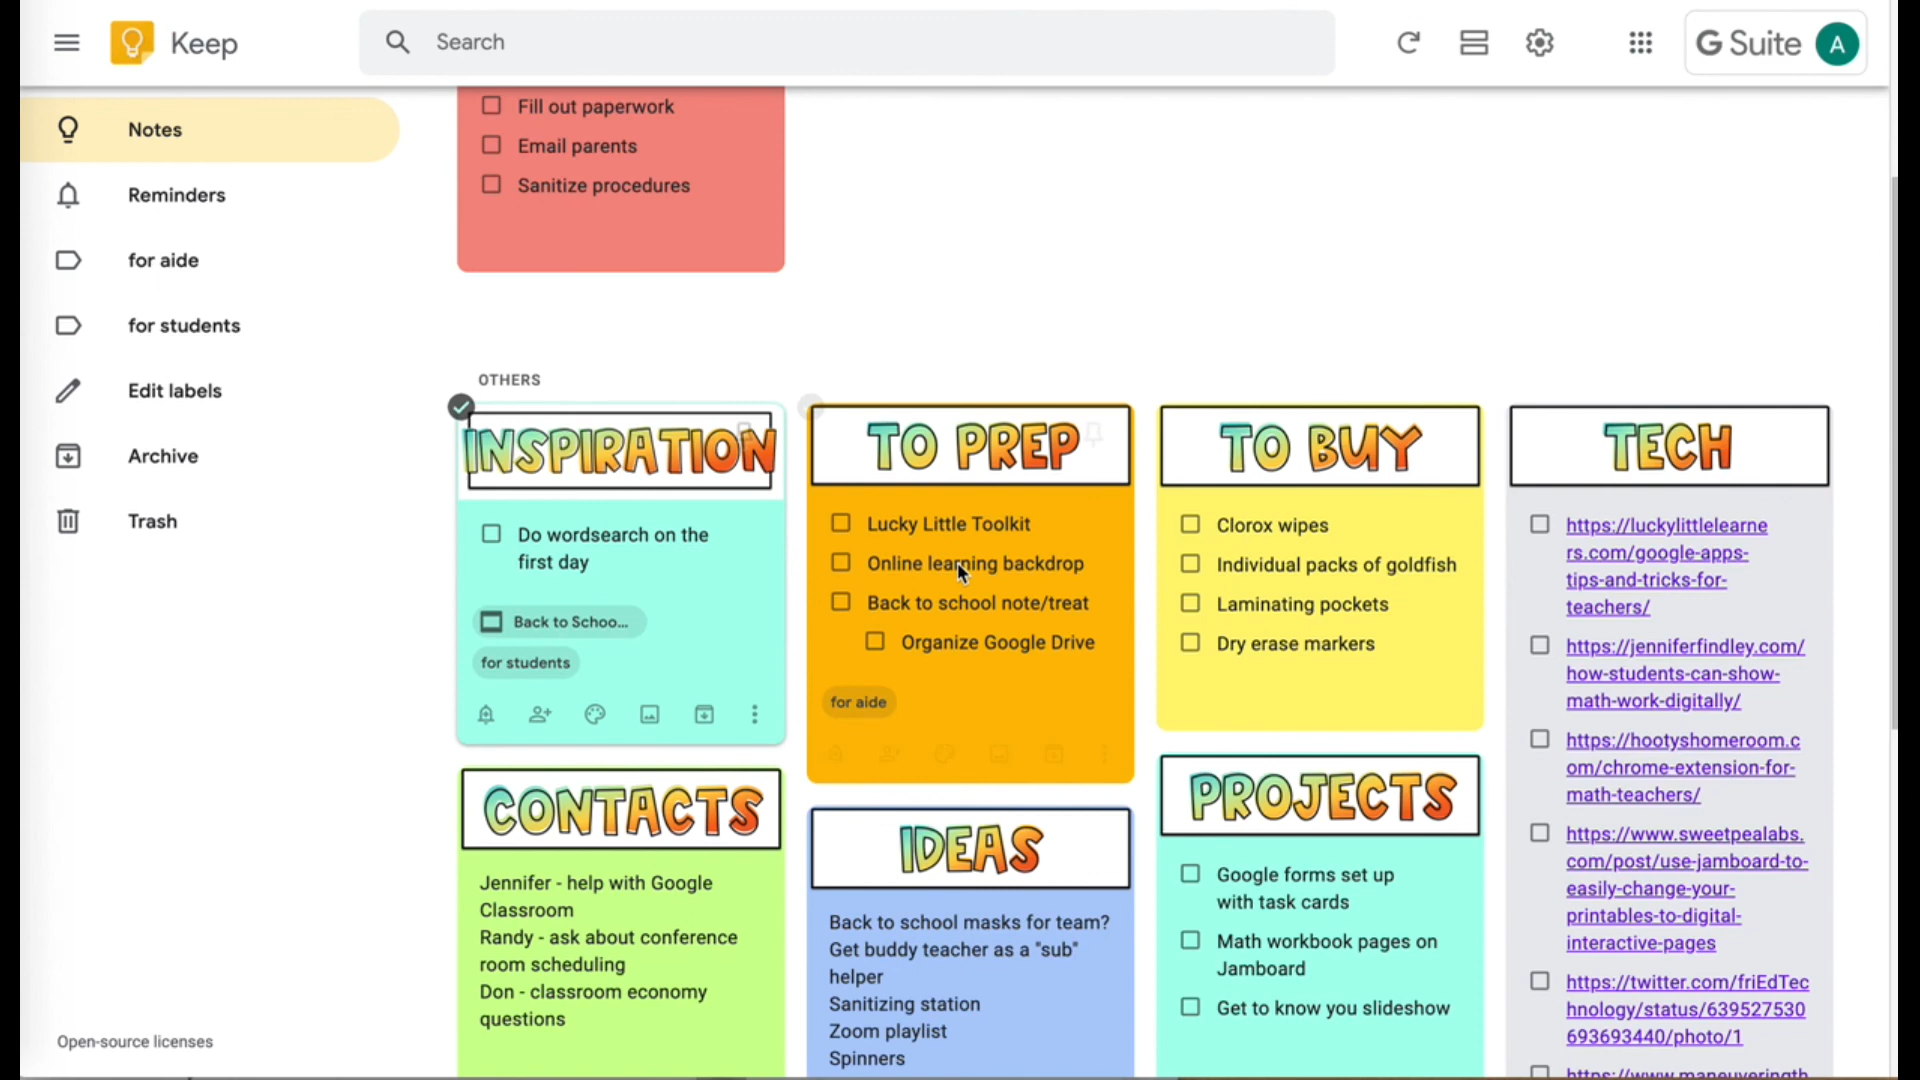 Keep
Search
G Suite
A
Notes
Reminders
for aide
for students
Edit labels
Archive
Trash
Open-source licenses
Fill out paperwork
Email parents
Sanitize procedures
OTHERS
INSPIRATION
Do wordsearch on the
first day
Back to Schoo...
for students
CONTACTS
Jennifer - help with Google
Classroom
Randy - ask about conference
room scheduling
Don - classroom economy
questions
TO PREP
Lucky Little Toolkit
Online learning backdrop
Back to school note/treat
Organize Google Drive
for aide
IDEAS
Back to school masks for team?
Get buddy teacher as a "sub"
helper
Sanitizing station
Zoom playlist
Spinners
TO BUY
Clorox wipes
Individual packs of goldfish
Laminating pockets
Dry erase markers
PROJECTS
Google forms set up
with task cards
Math workbook pages on
Jamboard
Get to know you slideshow
TECH
https://luckylittlelearne
rs.com/google-apps-
tips-and-tricks-for-
teachers/
https://jenniferfindley.com/
how-students-can-show-
math-work-digitally/
https://hootyshomeroom.c
om/chrome-extension-for-
math-teachers/
https://www.sweetpealabs.
com/post/use-jamboard-to-
easily-change-your-
printables-to-digital-
interactive-pages
https://twitter.com/friEdTec
hnology/status/639527530
693693440/photo/1
https://www.maneuveringth